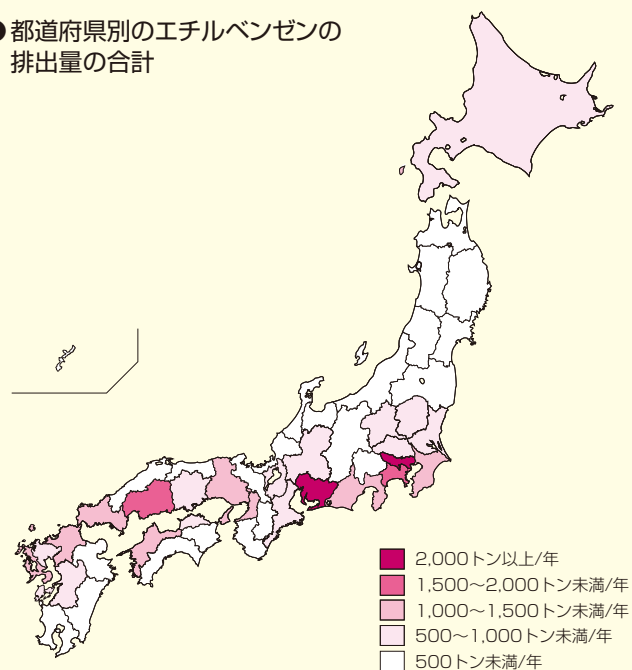 ●都道府県別のエチルベンゼンの
排出量の合計
2,000トン以上/年
1,500〜2,000トン未満/年
1,000〜1,500トン未満/年
500〜1,000トン未満/年
500トン未満/年